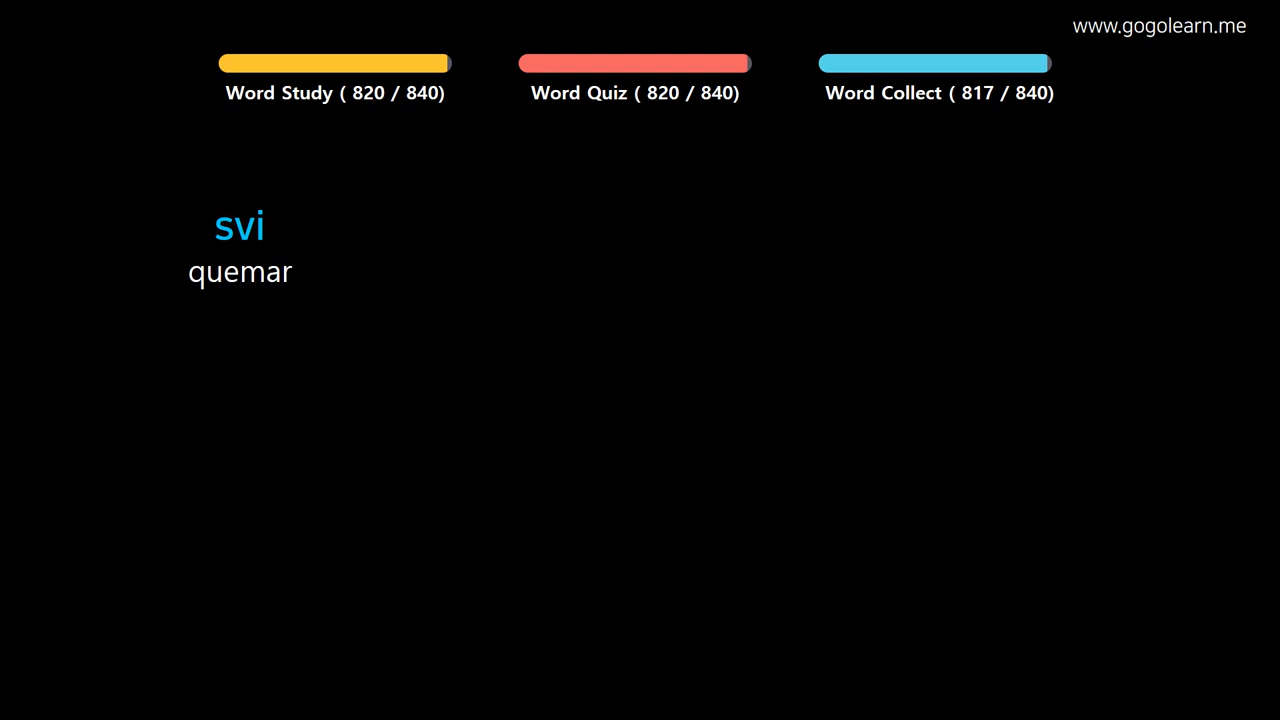 www.gogolearn.me
Word Study ( 820 / 840)
Word Quiz ( 820 / 840)
Word Collect ( 817 / 840)
svi
quemar